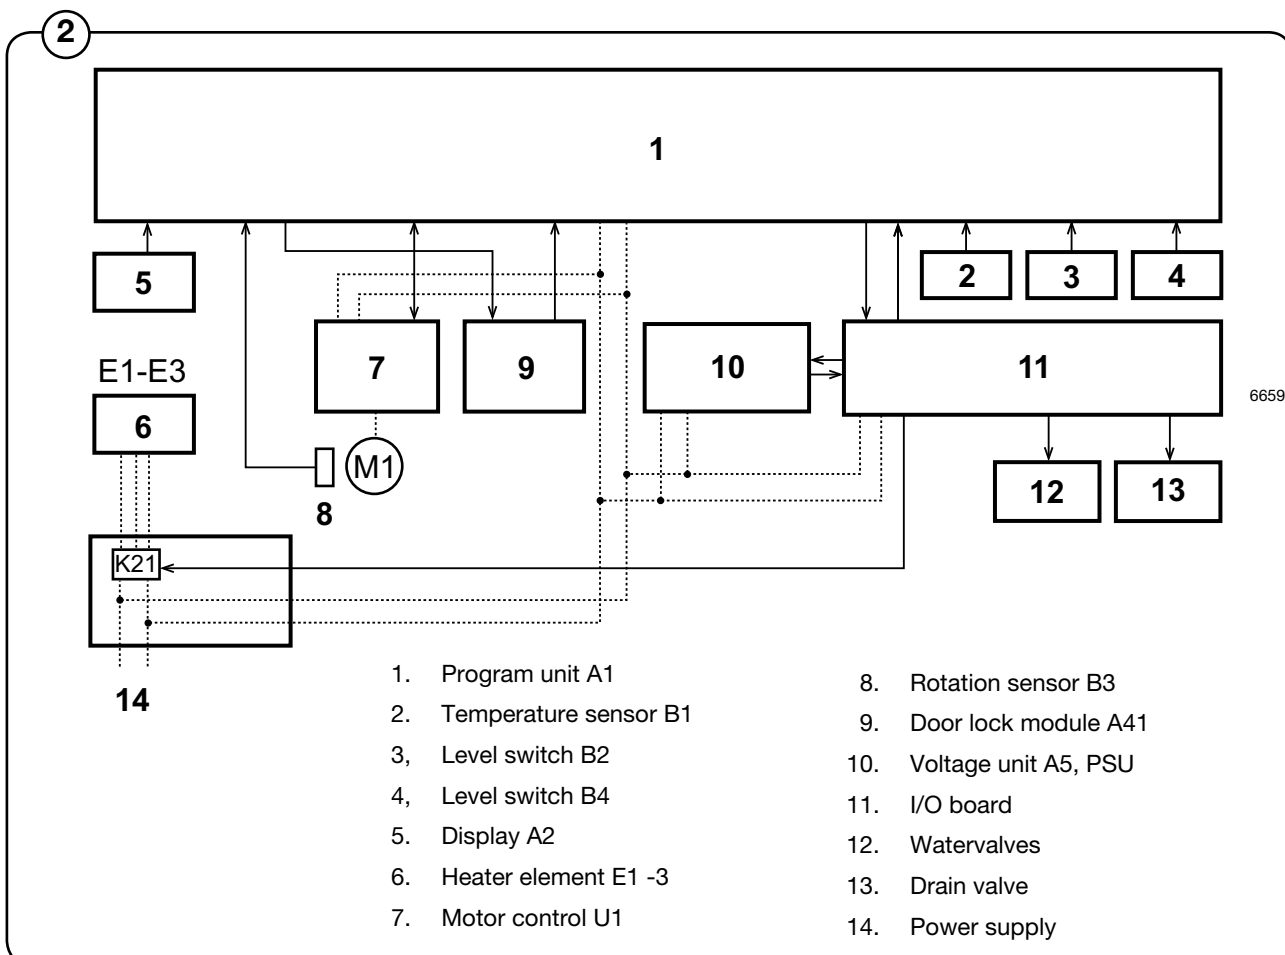 2
1
5
2
3
4
7
9
10
11
E1-E3
6
6659
M1
8
12
13
K21
14
1. Program unit A1
2. Temperature sensor B1
3, Level switch B2
4, Level switch B4
5. Display A2
6. Heater element E1 -3
7. Motor control U1
8. Rotation sensor B3
9. Door lock module A41
10. Voltage unit A5, PSU
11. I/O board
12. Watervalves
13. Drain valve
14. Power supply